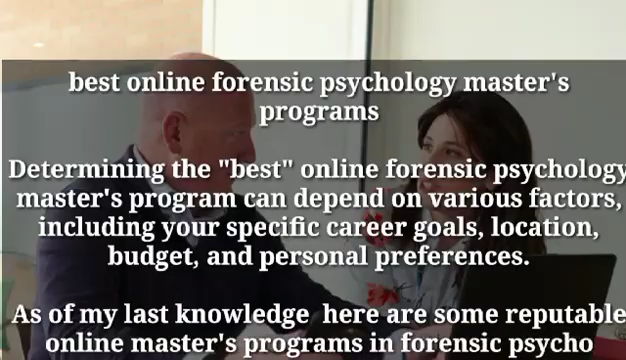 best online forensic psychology master's
programs
Determining the "best" online forensic psychology
master's program can depend on various factors,
including your specific career goals, location,
budget, and personal preferences.
As of my last knowledge  here are some reputable
online master's programs in forensic psycho